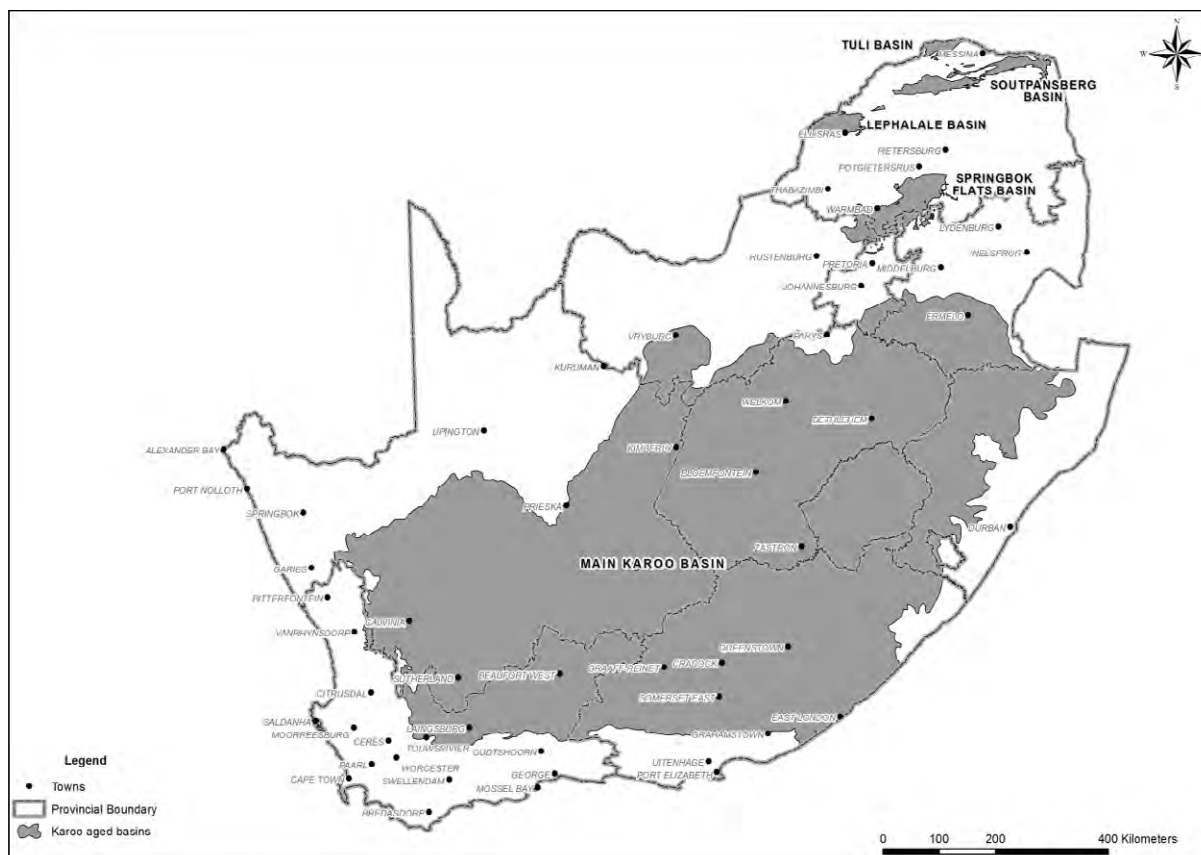 N
W
E
S
TULI BASIN
MESSINA
SOUTPANSBERG
BASIN
LEPHALALE BASIN
ELLISRAS
PIETERSBURG
POTGIETERSRUS
SPRINGBOK
FLATS BASIN
THABAZIMBI
WARMBAD
LYDENBURG
NELSPRUIT
RUSTENBURG
PRETORIA
MIDDELBURG
JOHANNESBURG
ERMELO
VRYBURG
PARYS
KURUMAN
WELKOM
BETHLEHEM
UPINGTON
ALEXANDER BAY
KIMBERLY
BLOEMFONTEIN
PORT NOLLOTH
PRIESKA
SPRINGBOK
DURBAN
ZASTRON
MAIN KAROO BASIN
GARIES
BITTERFONTEIN
CALVINIA
VANRHYNSDORP
QUEENSTOWN
CRADOCK
GRAAFF-REINET
BEAUFORT WEST
SUTHERLAND
CITRUSDAL
SOMERSET EAST
EAST LONDON
SALDANHA
MOORREESBURG
LAINGSBURG
GRAHAMSTOWN
CERES
TOUWSRIVIER
OUDTSHOORN
Legend
WORCESTER
UITENHAGE
PAARL
CAPE TOWN
SWELLENDAM
GEORGE
PORT ELIZABETH
Towns
MOSSEL BAY
Provincial Boundary
BREDASDORP
Karoo aged basins
0 100 200 400 Kilometers